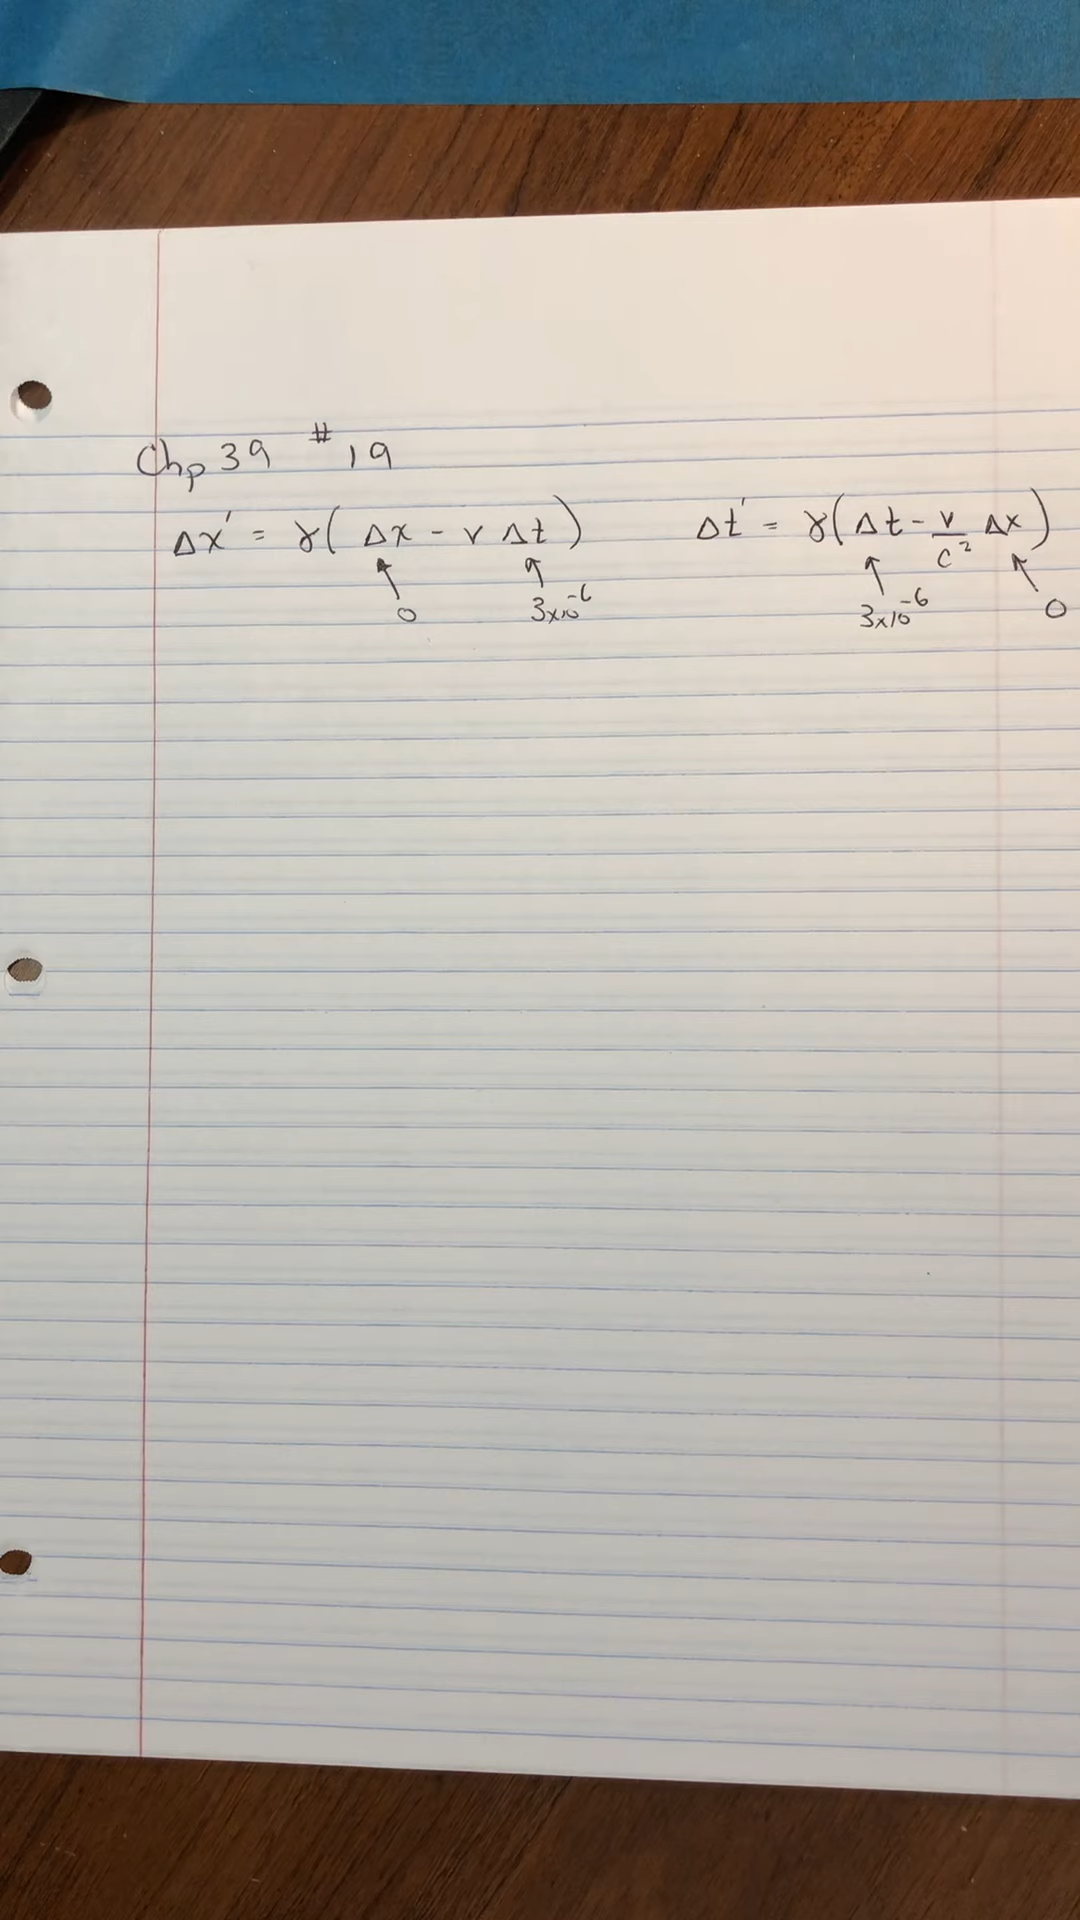 Chp 39 # 19
Δx' = γ( Δx - v Δt ) Δt' = γ(Δt - v/c² Δx)
↑ 0 ↑ 3x10⁻⁶ ↑ 3x10⁻⁶ ↑ 0